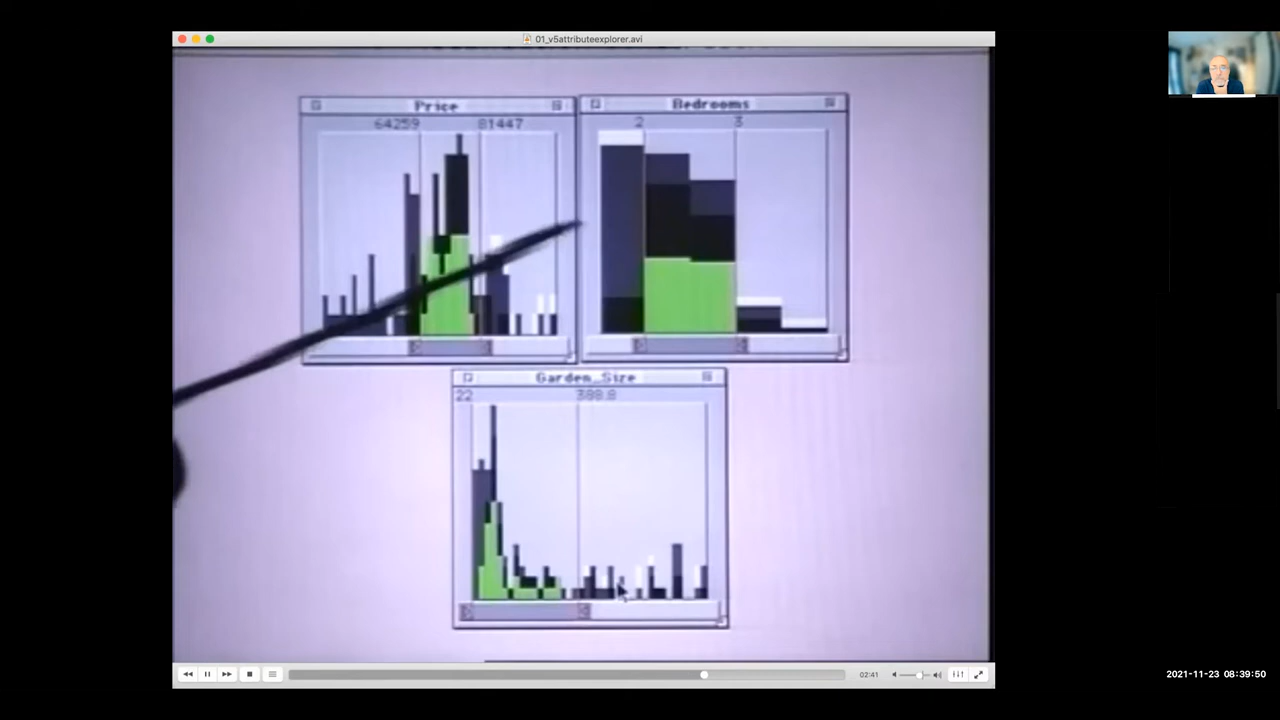 01_v5attributeexplorer.avi
Price
64259 81447
Bedrooms
2 3
Garden_Size
22 388.8
02:41
2021-11-23 08:39:50